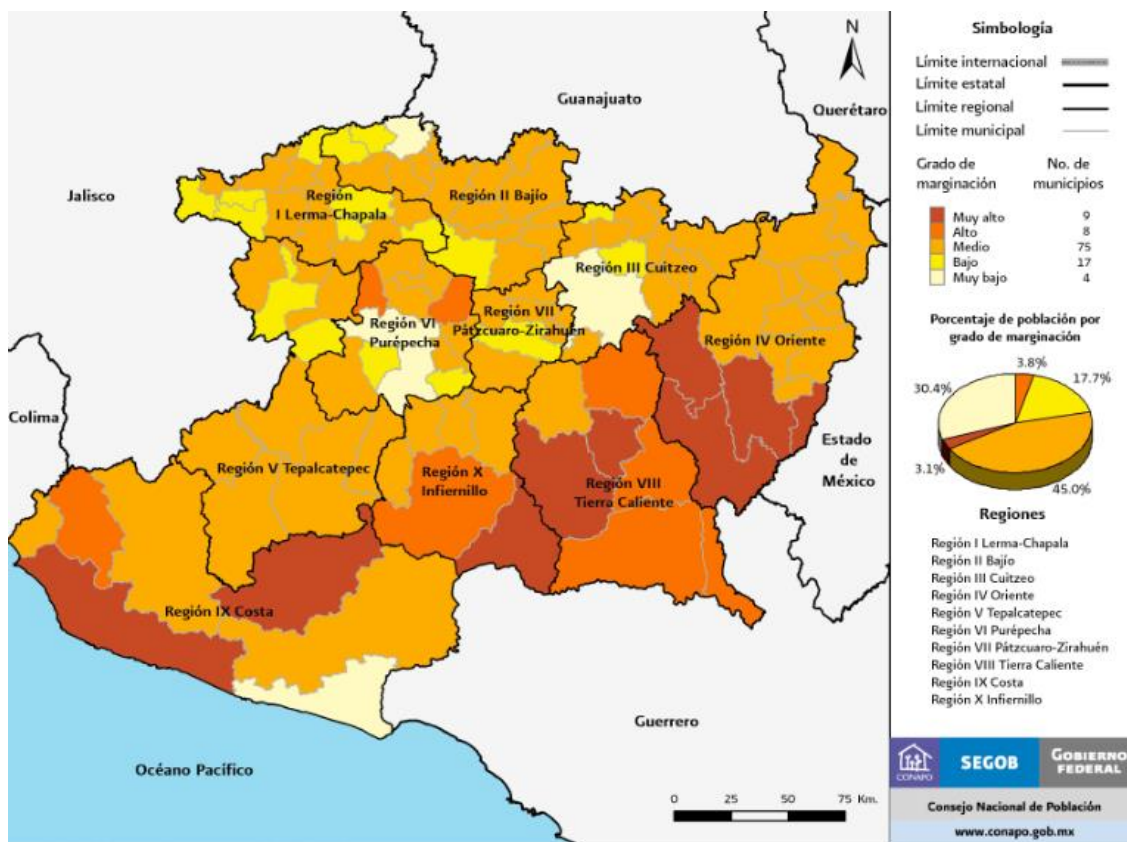 N
Guanajuato
Querétaro
Jalisco
Región
I Lerma-Chapala
Región II Bajío
Región III Cuitzeo
Región VII
Pátzcuaro-Zirahuén
Región VI
Purépecha
Región IV Oriente
Colima
Estado
de
México
Región V Tepalcatepec
Región X
Infiernillo
Región VIII
Tierra Caliente
Región IX Costa
Guerrero
Océano Pacífico
0 25 50 75 Km.
Simbología
Límite internacional
Límite estatal
Límite regional
Límite municipal
Grado de No. de
marginación municipios
Muy alto 9
Alto 8
Medio 75
Bajo 17
Muy bajo 4
Porcentaje de población por
grado de marginación
3.8%
30.4% 17.7%
3.1%
45.0%
Regiones
Región I Lerma-Chapala
Región II Bajío
Región III Cuitzeo
Región IV Oriente
Región V Tepalcatepec
Región VI Purépecha
Región VII Pátzcuaro-Zirahuén
Región VIII Tierra Caliente
Región IX Costa
Región X Infiernillo
CONAPO
SEGOB
GOBIERNO
FEDERAL
Consejo Nacional de Población
www.conapo.gob.mx